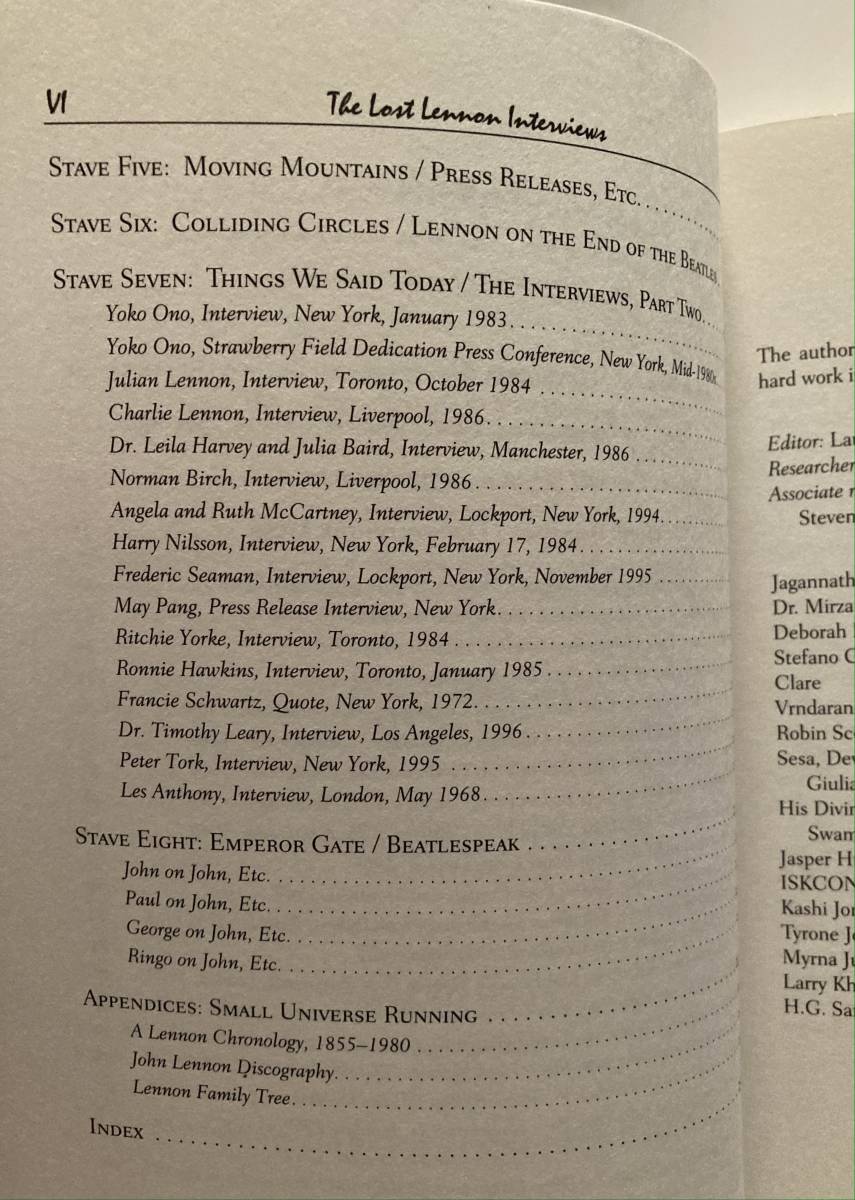 VI The Lost Lennon Interviews
Stave Five: Moving Mountains / Press Releases, Etc.
Stave Six: Colliding Circles / Lennon on the End of the Beatles
Stave Seven: Things We Said Today / The Interviews, Part Two
Yoko Ono, Interview, New York, January 1983
Yoko Ono, Strawberry Field Dedication Press Conference, New York, Mid-1980s
Julian Lennon, Interview, Toronto, October 1984
Charlie Lennon, Interview, Liverpool, 1986
Dr. Leila Harvey and Julia Baird, Interview, Manchester, 1986
Norman Birch, Interview, Liverpool, 1986
Angela and Ruth McCartney, Interview, Lockport, New York, 1994
Harry Nilsson, Interview, New York, February 17, 1984
Frederic Seaman, Interview, Lockport, New York, November 1995
May Pang, Press Release Interview, New York
Ritchie Yorke, Interview, Toronto, 1984
Ronnie Hawkins, Interview, Toronto, January 1985
Francie Schwartz, Quote, New York, 1972
Dr. Timothy Leary, Interview, Los Angeles, 1996
Peter Tork, Interview, New York, 1995
Les Anthony, Interview, London, May 1968
Stave Eight: Emperor Gate / Beatlespeak
John on John, Etc.
Paul on John, Etc.
George on John, Etc.
Ringo on John, Etc.
Appendices: Small Universe Running
A Lennon Chronology, 1855–1980
John Lennon Discography
Lennon Family Tree
Index
The author
hard work i
Editor: La
Researcher
Associate
Steven
Jagannath
Dr. Mirza
Deborah
Stefano
Clare
Vrndaran
Robin Sc
Sesa, De
Giulia
His Divin
Swam
Jasper H
ISKCON
Kashi Jo
Tyrone J
Myrna Ju
Larry Kh
H.G. Sa